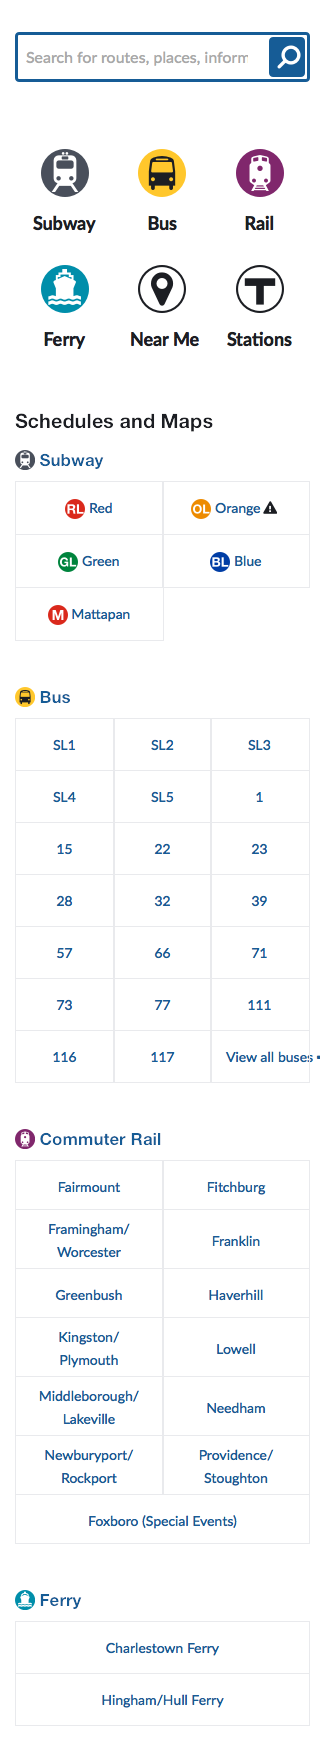 Search for routes, places, inform
Subway Bus Rail
Ferry Near Me Stations
Schedules and Maps
Subway
RL Red OL Orange
GL Green BL Blue
M Mattapan
Bus
SL1 SL2 SL3
SL4 SL5 1
15 22 23
28 32 39
57 66 71
73 77 111
116 117 View all buses
Commuter Rail
Fairmount Fitchburg
Framingham/
Worcester
Franklin
Greenbush Haverhill
Kingston/
Plymouth
Lowell
Middleborough/
Lakeville
Needham
Newburyport/
Rockport
Providence/
Stoughton
Foxboro (Special Events)
Ferry
Charlestown Ferry
Hingham/Hull Ferry